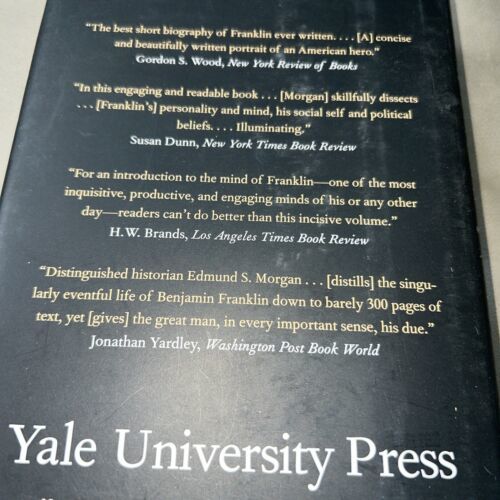 “The best short biography of Franklin ever written. . . . [A] concise
and beautifully written portrait of an American hero.”
Gordon S. Wood, New York Review of Books
“In this engaging and readable book . . . [Morgan] skillfully dissects
. . . [Franklin’s] personality and mind, his social self and political
beliefs. . . . Illuminating.”
Susan Dunn, New York Times Book Review
“For an introduction to the mind of Franklin—one of the most
inquisitive, productive, and engaging minds of his or any other
day—readers can’t do better than this incisive volume.”
H.W. Brands, Los Angeles Times Book Review
“Distinguished historian Edmund S. Morgan . . . [distills] the singu-
larly eventful life of Benjamin Franklin down to barely 300 pages of
text, yet [gives] the great man, in every important sense, his due.”
Jonathan Yardley, Washington Post Book World
Yale University Press